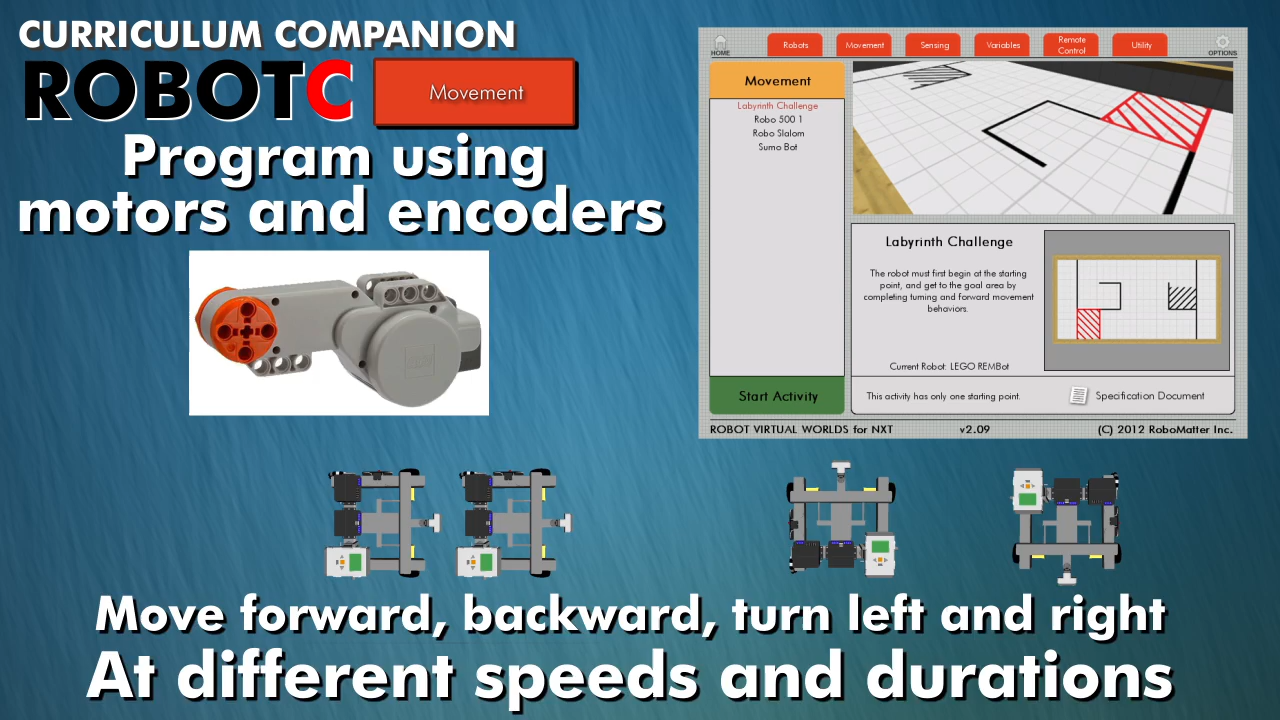 CURRICULUM COMPANION
ROBOTC
Movement
Program using
motors and encoders
HOME
Robots
Movement
Sensing
Variables
Remote
Control
Utility
OPTIONS
Movement
Labyrinth Challenge
Robo 500 1
Robo Slalom
Sumo Bot
Start Activity
Labyrinth Challenge
The robot must first begin at the starting
point, and get to the goal area by
completing turning and forward movement
behaviors.
Current Robot: LEGO REMBot
This activity has only one starting point.
Specification Document
ROBOT VIRTUAL WORLDS for NXT
v2.09
(C) 2012 RoboMatter Inc.
Move forward, backward, turn left and right
At different speeds and durations